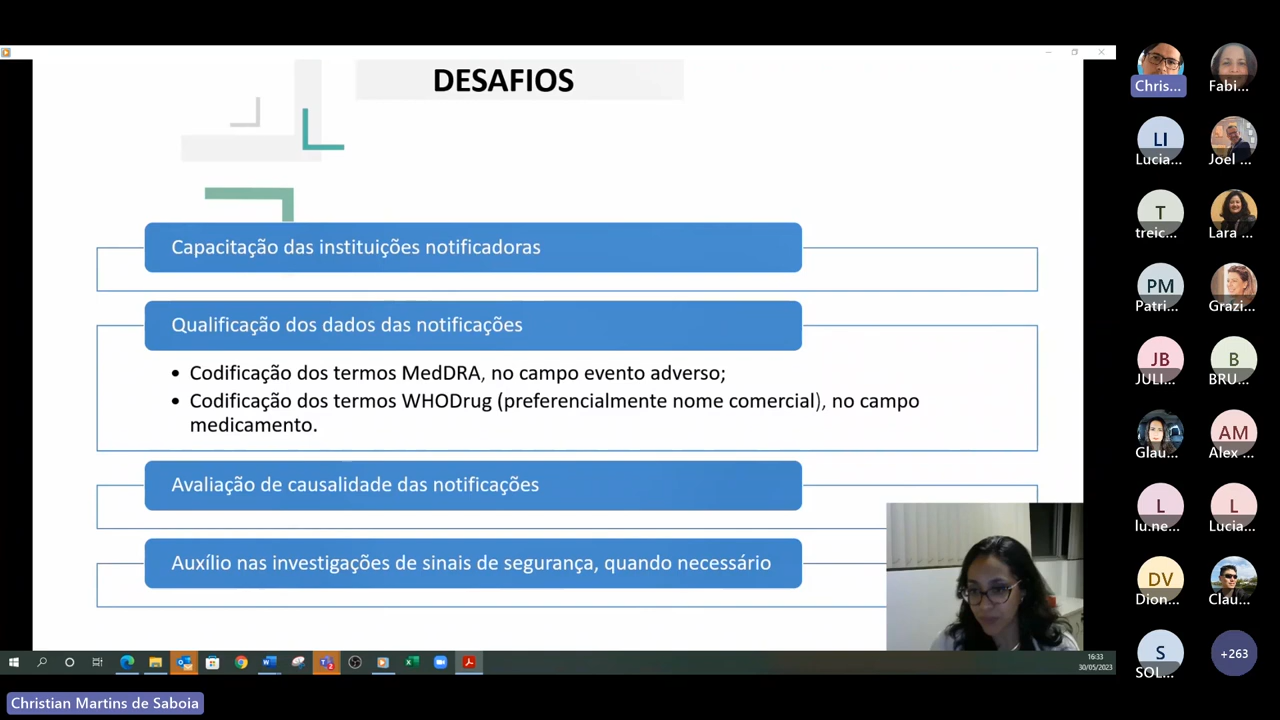 DESAFIOS
Capacitação das instituições notificadoras
Qualificação dos dados das notificações
• Codificação dos termos MedDRA, no campo evento adverso;
• Codificação dos termos WHODrug (preferencialmente nome comercial), no campo
medicamento.
Avaliação de causalidade das notificações
Auxílio nas investigações de sinais de segurança, quando necessário
16:33
30/05/2023
Christian Martins de Saboia
Chris...
Fabi...
LI
Lucia...
Joel ...
T
treic...
Lara ...
PM
Patri...
Grazi...
JB
JULI...
B
BRU...
Glau...
AM
Alex ...
L
lu.ne...
L
Lucia...
DV
Dion...
Clau...
S
SOL...
+263